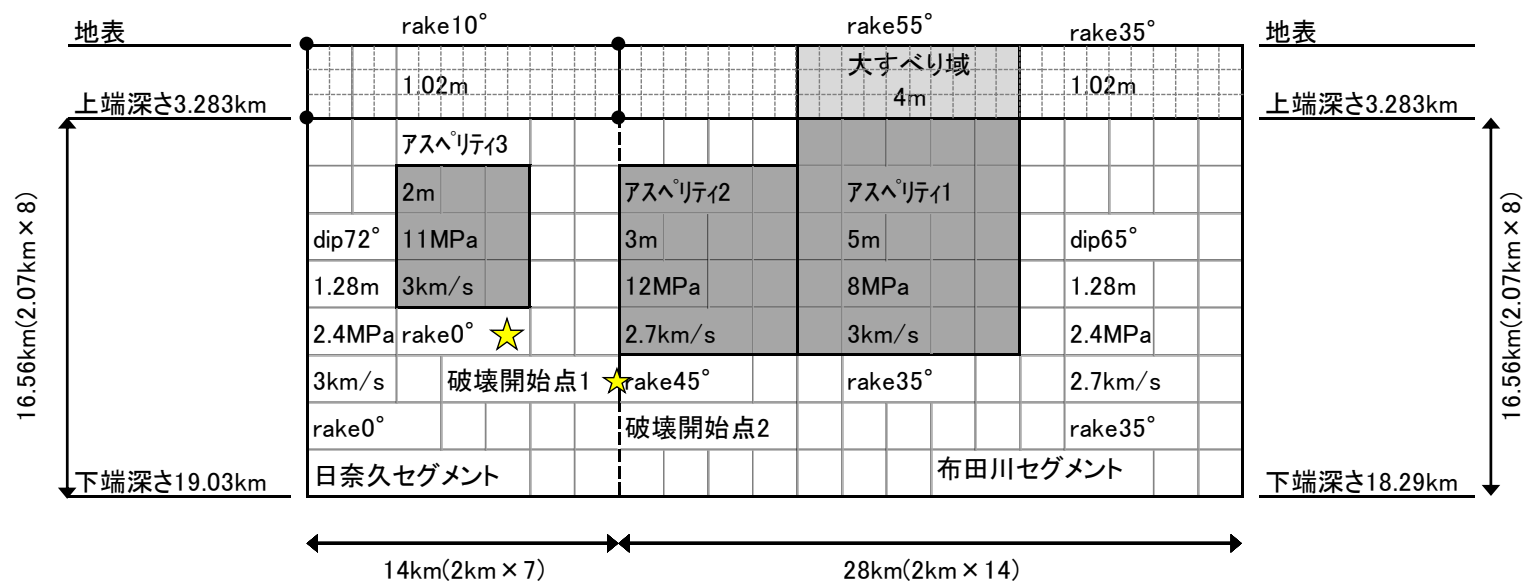 rake10°
rake55°
rake35°
地表
地表
大すべり域
1.02m
4m
1.02m
上端深さ3.283km
上端深さ3.283km
アスペリティ3
2m
アスペリティ2
アスペリティ1
dip72°
11MPa
3m
5m
dip65°
1.28m
3km/s
12MPa
8MPa
1.28m
2.4MPa
rake0°
2.7km/s
3km/s
2.4MPa
3km/s
破壊開始点1
rake45°
rake35°
2.7km/s
rake0°
破壊開始点2
rake35°
日奈久セグメント
布田川セグメント
下端深さ19.03km
下端深さ18.29km
16.56km(2.07km×8)
16.56km(2.07km×8)
14km(2km×7)
28km(2km×14)